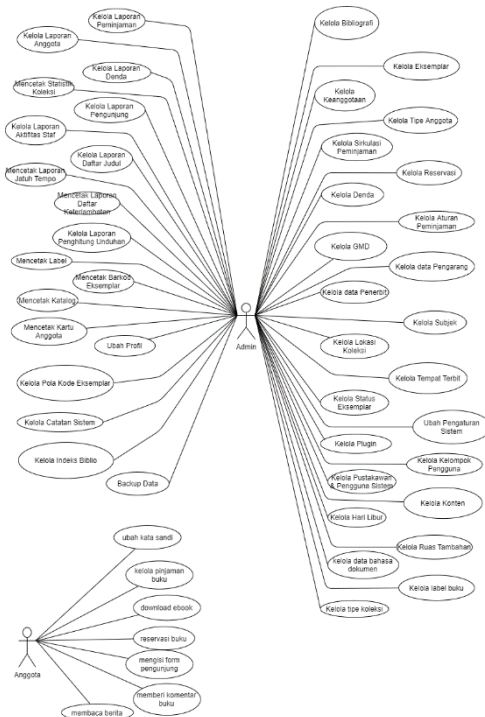 Kelola Laporan
Peminjaman
Kelola Laporan
Anggota
Kelola Laporan
Denda
Mencetak Statistik
Koleksi
Kelola Laporan
Pengunjung
Kelola Laporan
Aktifitas Staf
Kelola Laporan
Daftar Judul
Mencetak Laporan
Jatuh Tempo
Mencetak Laporan
Daftar
Keterlambatan
Kelola Laporan
Penghitung Unduhan
Mencetak Label
Mencetak Barkod
Eksemplar
Mencetak Katalog
Mencetak Kartu
Anggota
Ubah Profil
Kelola Pola Kode Eksemplar
Kelola Catatan Sistem
Kelola Indeks Biblio
Backup Data
Admin
Kelola Bibliografi
Kelola Eksemplar
Kelola
Keanggotaan
Kelola Tipe Anggota
Kelola Sirkulasi
Peminjaman
Kelola Reservasi
Kelola Denda
Kelola Aturan
Peminjaman
Kelola GMD
Kelola data Pengarang
Kelola data Penerbit
Kelola Subjek
Kelola Lokasi
Koleksi
Kelola Tempat Terbit
Kelola Status
Eksemplar
Ubah Pengaturan
Sistem
Kelola Plugin
Kelola Kelompok
Pengguna
Kelola Pustakawan
& Pengguna Sistem
Kelola Konten
Kelola Hari Libur
Kelola Ruas Tambahan
kelola data bahasa
dokumen
Kelola label buku
Kelola tipe koleksi
ubah kata sandi
kelola pinjaman
buku
download ebook
reservasi buku
mengisi form
pengunjung
memberi komentar
buku
membaca berita
Anggota